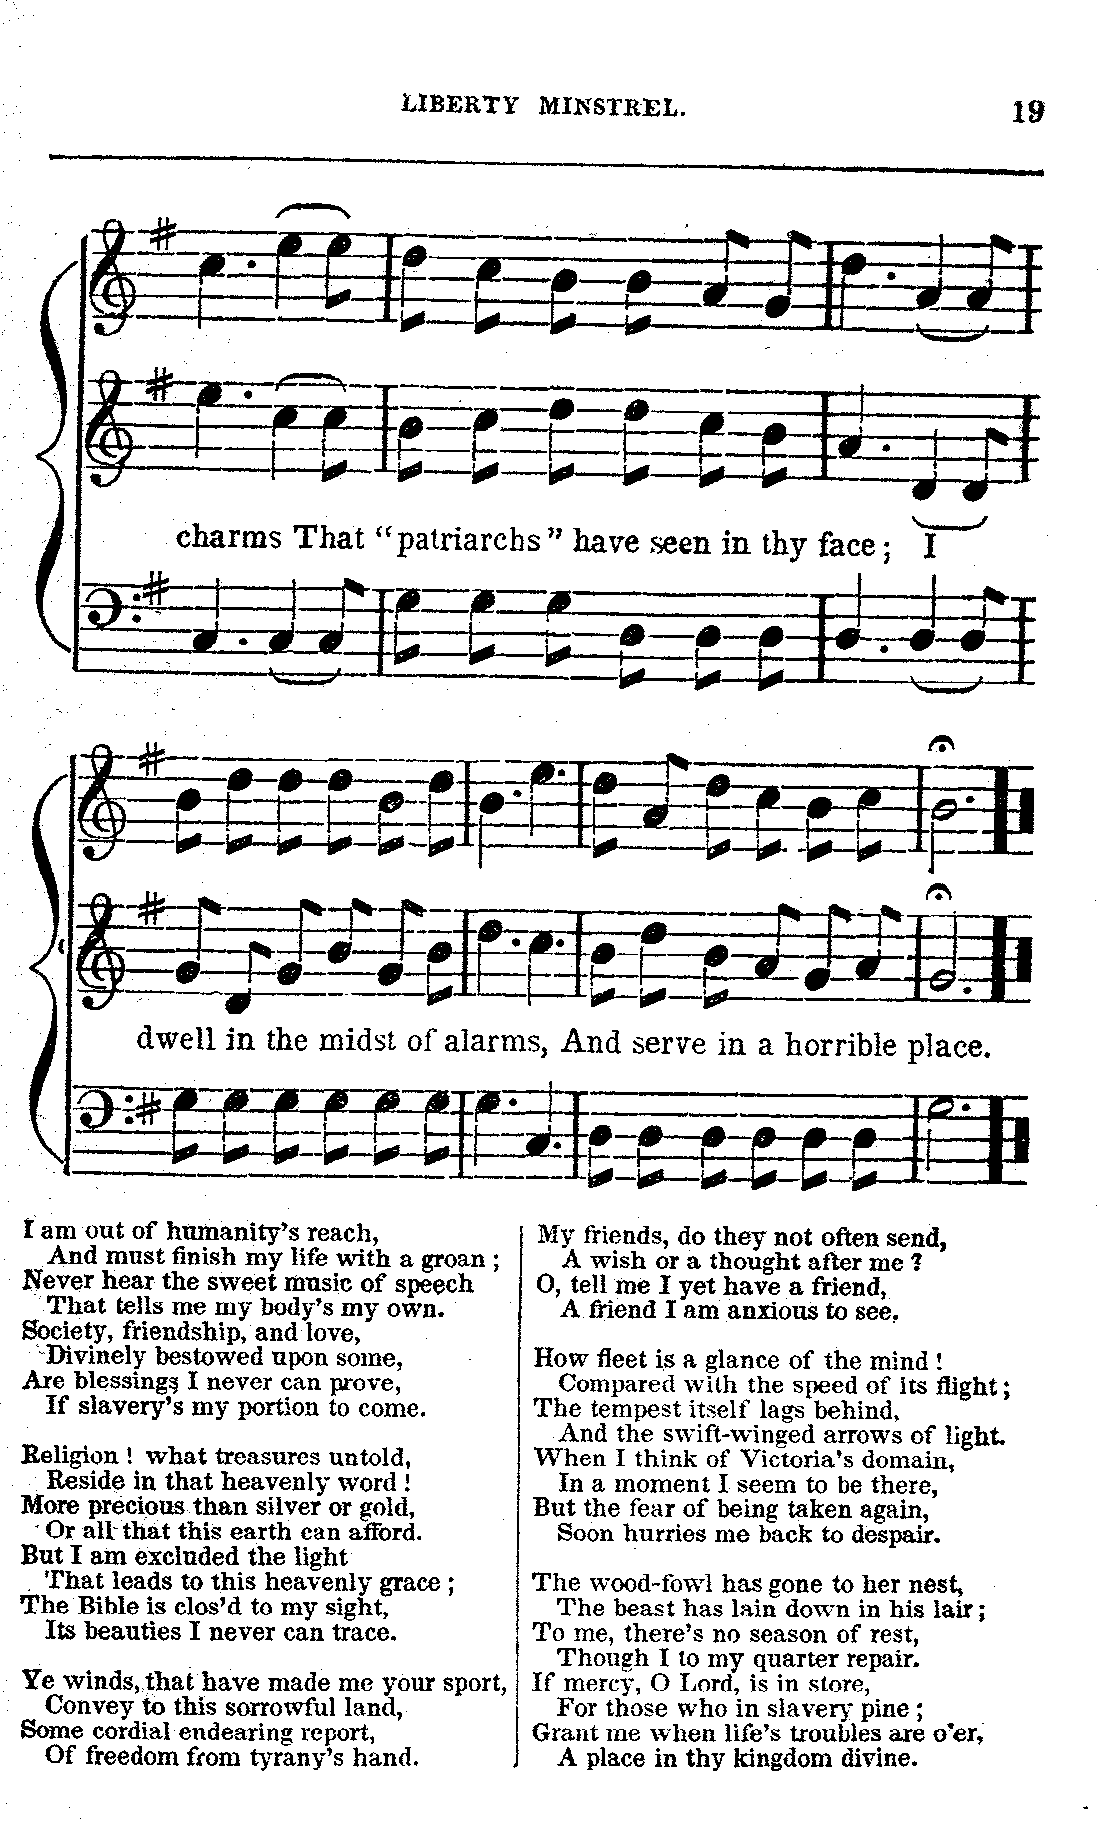 LIBERTY MINSTREL.
19
charms That “patriarchs” have seen in thy face; I
dwell in the midst of alarms, And serve in a horrible place.
I am out of humanity's reach,
And must finish my life with a groan;
Never hear the sweet music of speech
That tells me my body's my own.
Society, friendship, and love,
Divinely bestowed upon some,
Are blessings I never can prove,
If slavery's my portion to come.
Religion! what treasures untold,
Reside in that heavenly word!
More precious than silver or gold,
Or all that this earth can afford.
But I am excluded the light
That leads to this heavenly grace;
The Bible is clos'd to my sight,
Its beauties I never can trace.
Ye winds, that have made me your sport,
Convey to this sorrowful land,
Some cordial endearing report,
Of freedom from tyrany's hand.
My friends, do they not often send,
A wish or a thought after me?
O, tell me I yet have a friend,
A friend I am anxious to see.
How fleet is a glance of the mind!
Compared with the speed of its flight;
The tempest itself lags behind,
And the swift-winged arrows of light.
When I think of Victoria's domain,
In a moment I seem to be there,
But the fear of being taken again,
Soon hurries me back to despair.
The wood-fowl has gone to her nest,
The beast has lain down in his lair;
To me, there's no season of rest,
Though I to my quarter repair.
If mercy, O Lord, is in store,
For those who in slavery pine;
Grant me when life's troubles are o'er,
A place in thy kingdom divine.